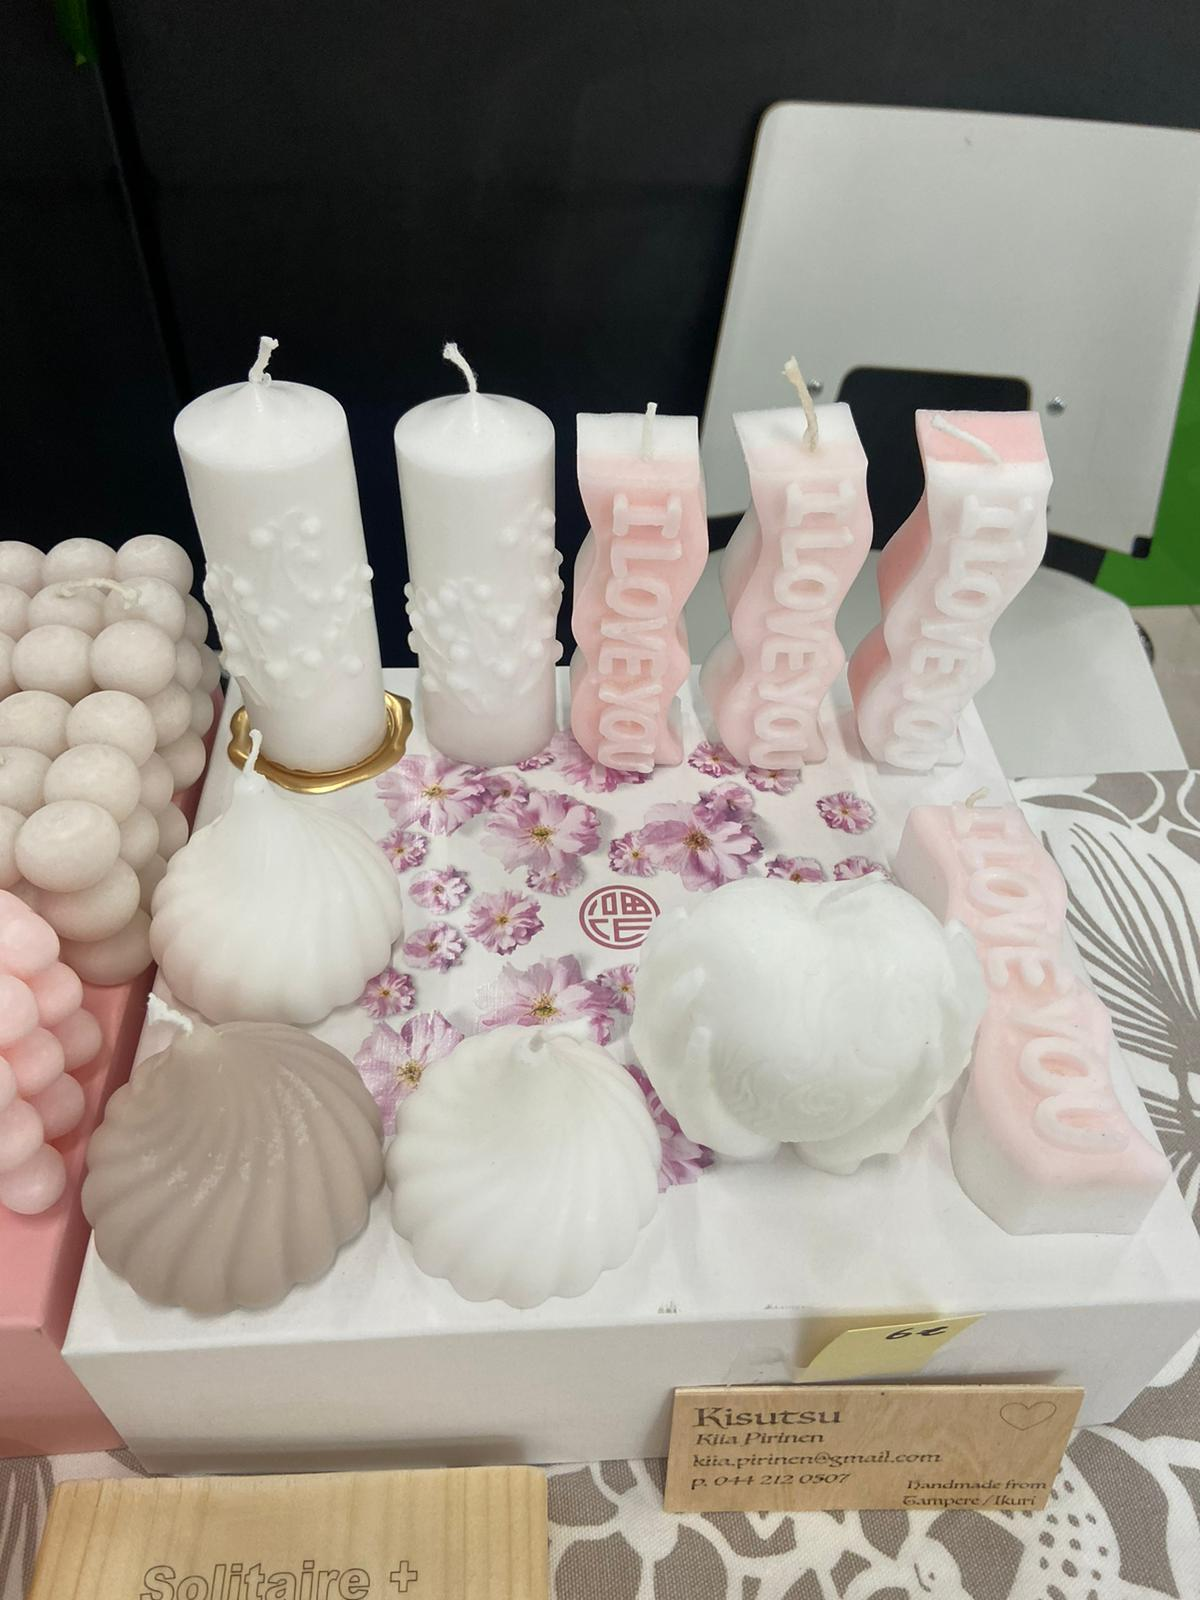 I LOVE YOU
I LOVE YOU
I LOVE YOU
I LOVE YOU
6€
Kisutsu
Kiia Pirinen
kiia.pirinen@gmail.com
p. 044 212 0507
Handmade from
Tampere / Ikuri
Solitaire +